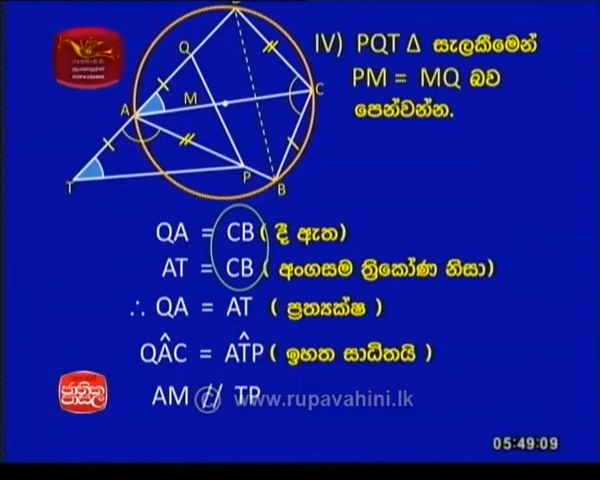 IV) PQT Δ සැලකීමෙන්
PM = MQ බව
පෙන්වන්න.
Q
M
A
C
T
P
B
QA = CB ( දී ඇත)
AT = CB ( අංගසම ත්‍රිකෝණ නිසා)
∴ QA = AT ( ප්‍රත්‍යක්ෂ )
QÂC = AT̂P ( ඉහත සාධිතයි )
AM // TP
© www.rupavahini.lk
ජාතික
පාසල
05:49:09